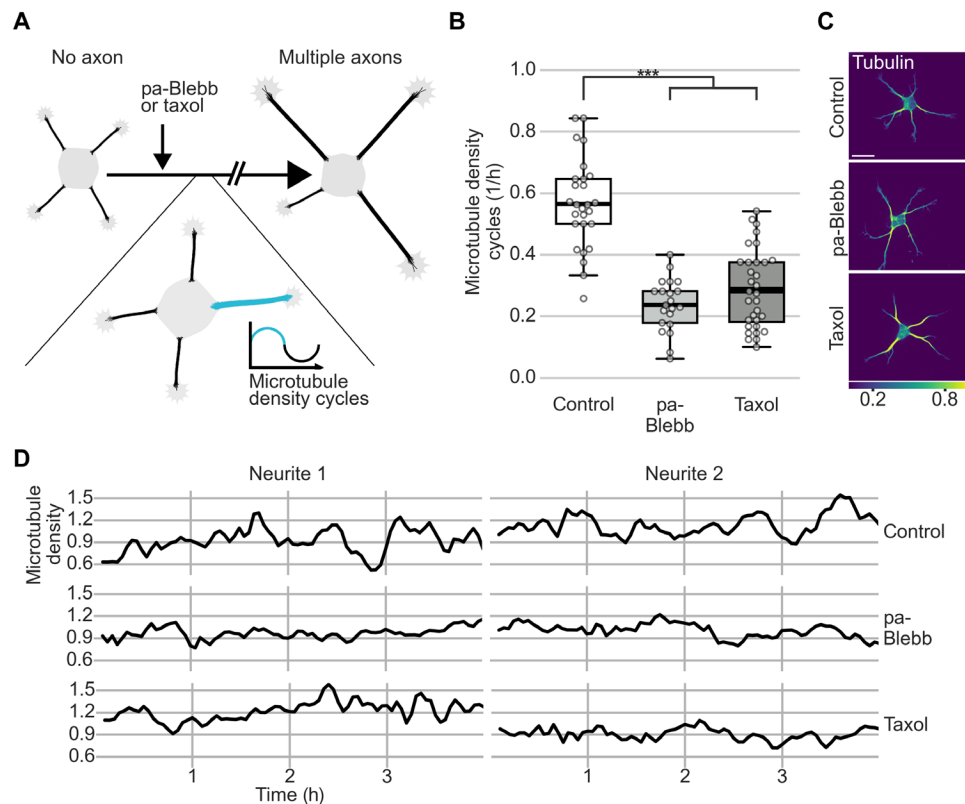 A
No axon
Multiple axons
pa-Blebb
or taxol
Microtubule
density cycles
B
Microtubule density
cycles (1/h)
1.0
0.8
0.6
0.4
0.2
0.0
***
Control
pa-
Blebb
Taxol
C
Tubulin
Control
pa-Blebb
Taxol
0.2
0.8
D
Neurite 1
Neurite 2
Microtubule
density
1.5
1.2
0.9
0.6
Control
1.5
1.2
0.9
0.6
pa-
Blebb
1.5
1.2
0.9
0.6
Taxol
1
2
3
1
2
3
Time (h)